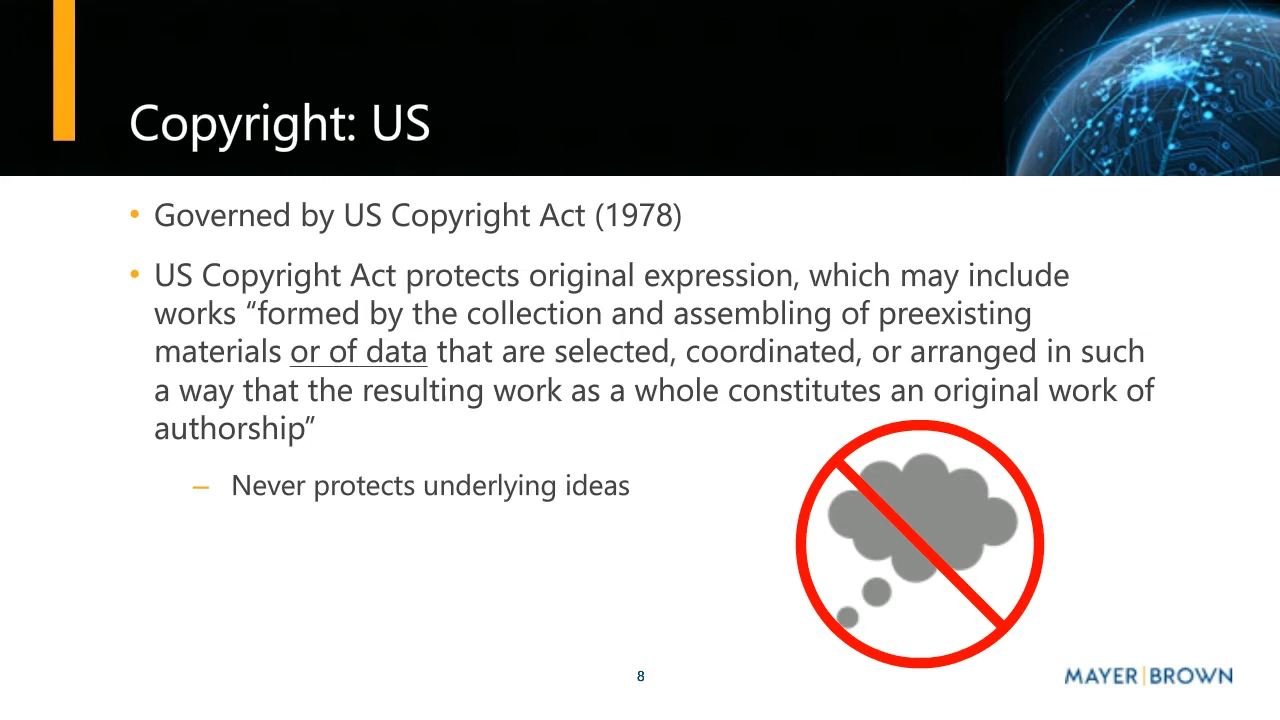 Copyright: US
• Governed by US Copyright Act (1978)
• US Copyright Act protects original expression, which may include
works “formed by the collection and assembling of preexisting
materials or of data that are selected, coordinated, or arranged in such
a way that the resulting work as a whole constitutes an original work of
authorship”
– Never protects underlying ideas
8
MAYER|BROWN